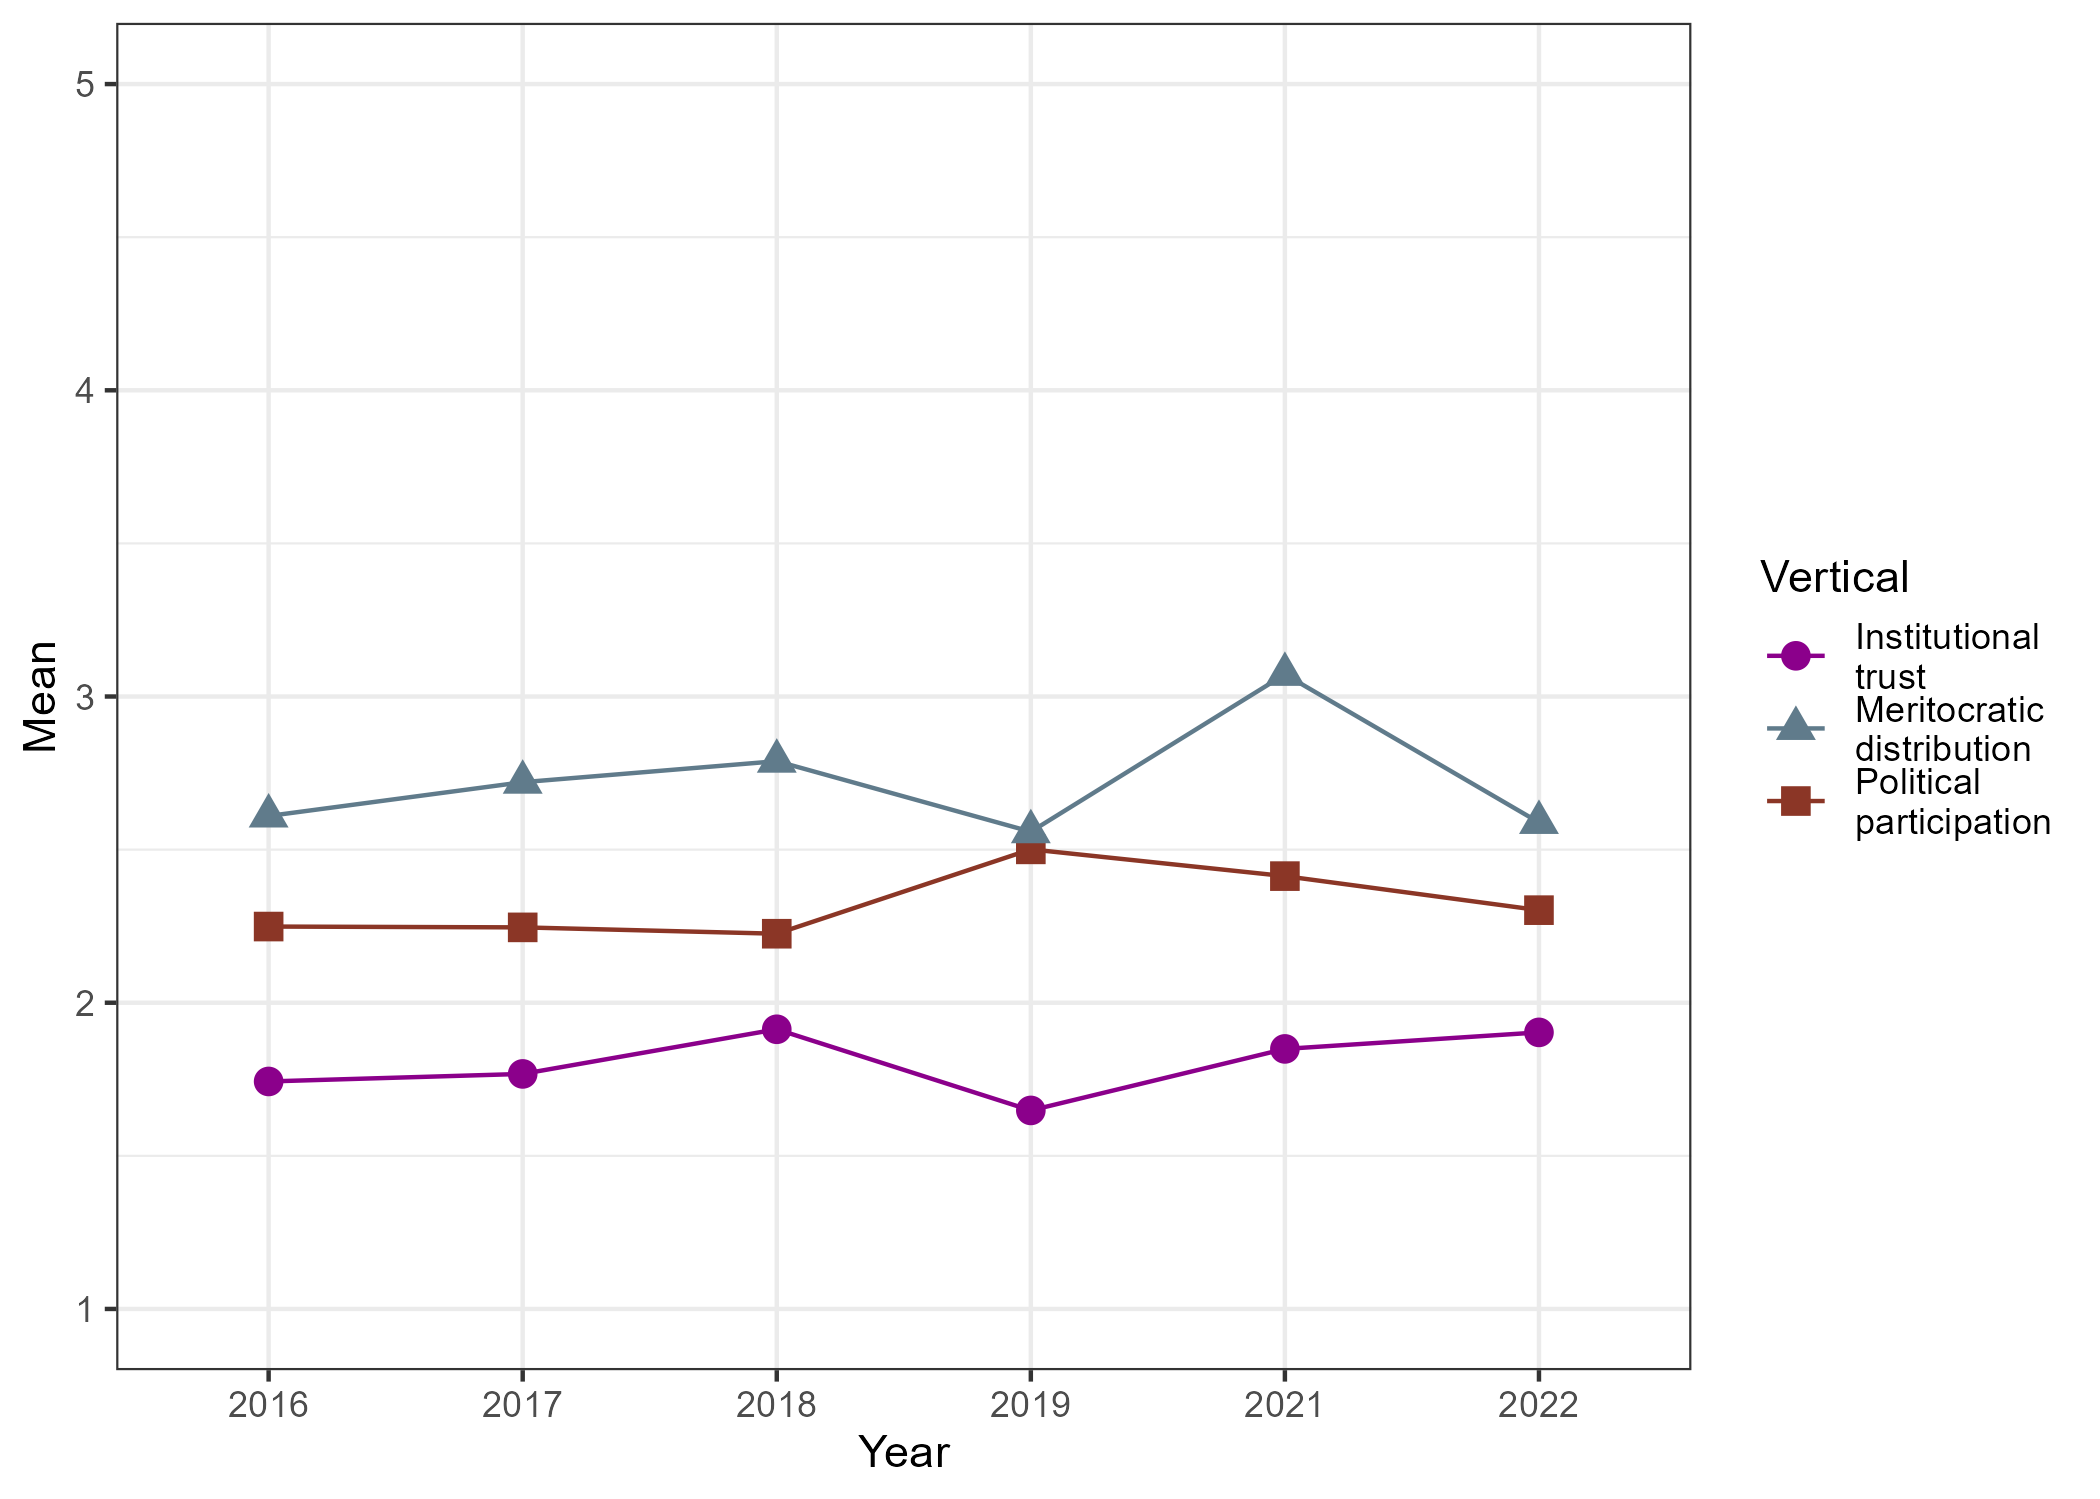 5
4
3
2
1
Mean
2016
2017
2018
2019
2021
2022
Year
Vertical
Institutional
trust
Meritocratic
distribution
Political
participation